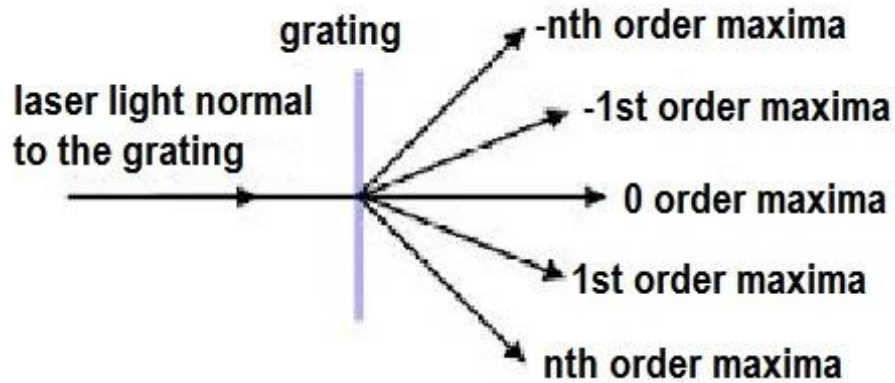 grating
-nth order maxima
laser light normal
to the grating
-1st order maxima
0 order maxima
1st order maxima
nth order maxima